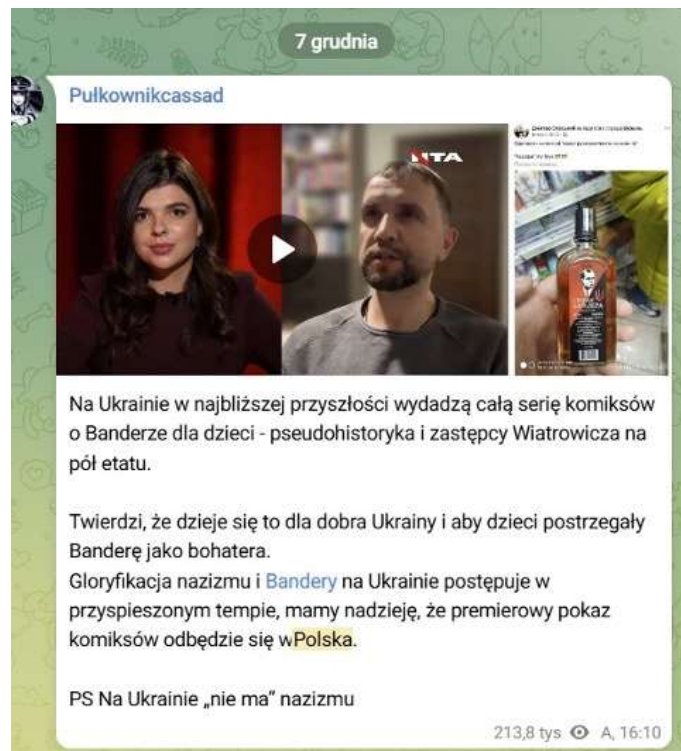 7 grudnia
Pułkownikcassad
NTA
Na Ukrainie w najbliższej przyszłości wydadzą całą serię komiksów
o Banderze dla dzieci - pseudohistoryka i zastępcy Wiatrowicza na
pół etatu.
Twierdzi, że dzieje się to dla dobra Ukrainy i aby dzieci postrzegały
Banderę jako bohatera.
Gloryfikacja nazizmu i Bandery na Ukrainie postępuje w
przyspieszonym tempie, mamy nadzieję, że premierowy pokaz
komiksów odbędzie się wPolska.
PS Na Ukrainie „nie ma” nazizmu
213,8 tys A, 16:10